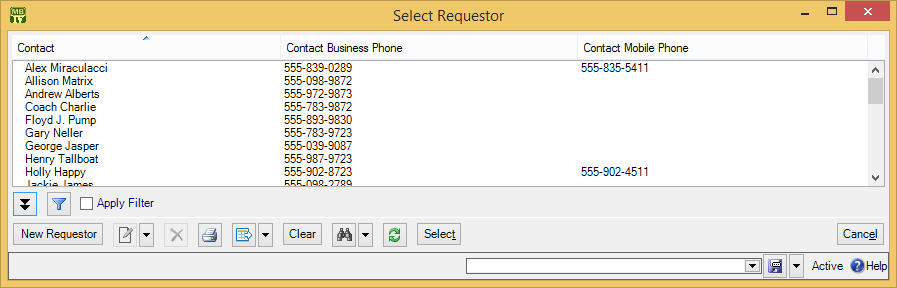 MB
Select Requestor
Contact Contact Business Phone Contact Mobile Phone
Alex Miraculacci 555-839-0289 555-835-5411
Allison Matrix 555-098-9872
Andrew Alberts 555-972-9873
Coach Charlie 555-783-9872
Floyd J. Pump 555-893-9830
Gary Neller 555-783-9723
George Jasper 555-039-9087
Henry Tallboat 555-987-9723
Holly Happy 555-902-8723 555-902-4511
Jackie James 555-098-2789
Apply Filter
New Requestor Clear Select Cancel
Active Help